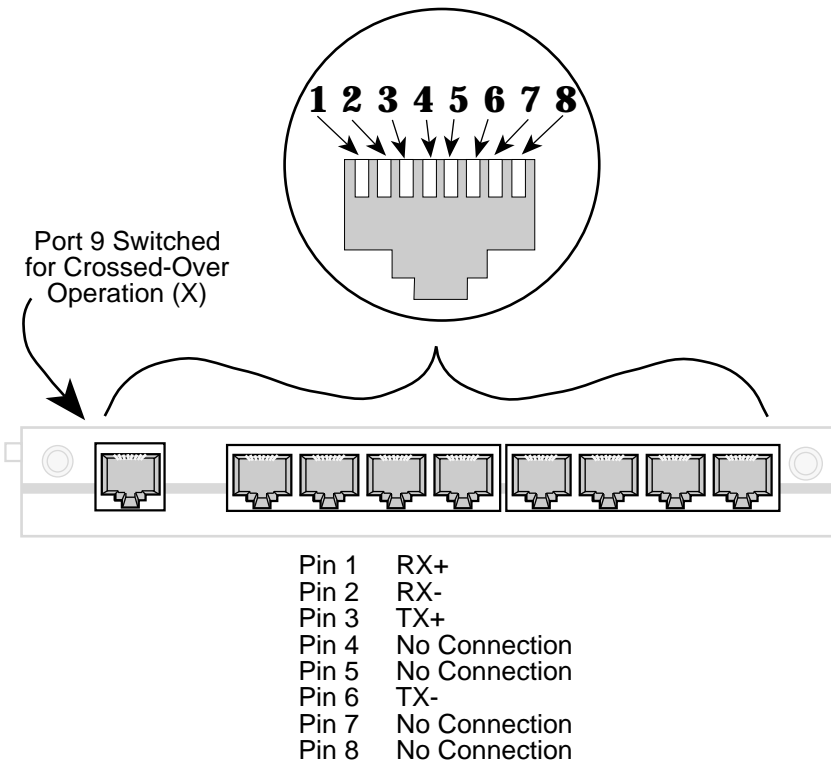 1 2 3 4 5 6 7 8
Port 9 Switched
for Crossed-Over
Operation (X)
Pin 1 RX+
Pin 2 RX-
Pin 3 TX+
Pin 4 No Connection
Pin 5 No Connection
Pin 6 TX-
Pin 7 No Connection
Pin 8 No Connection